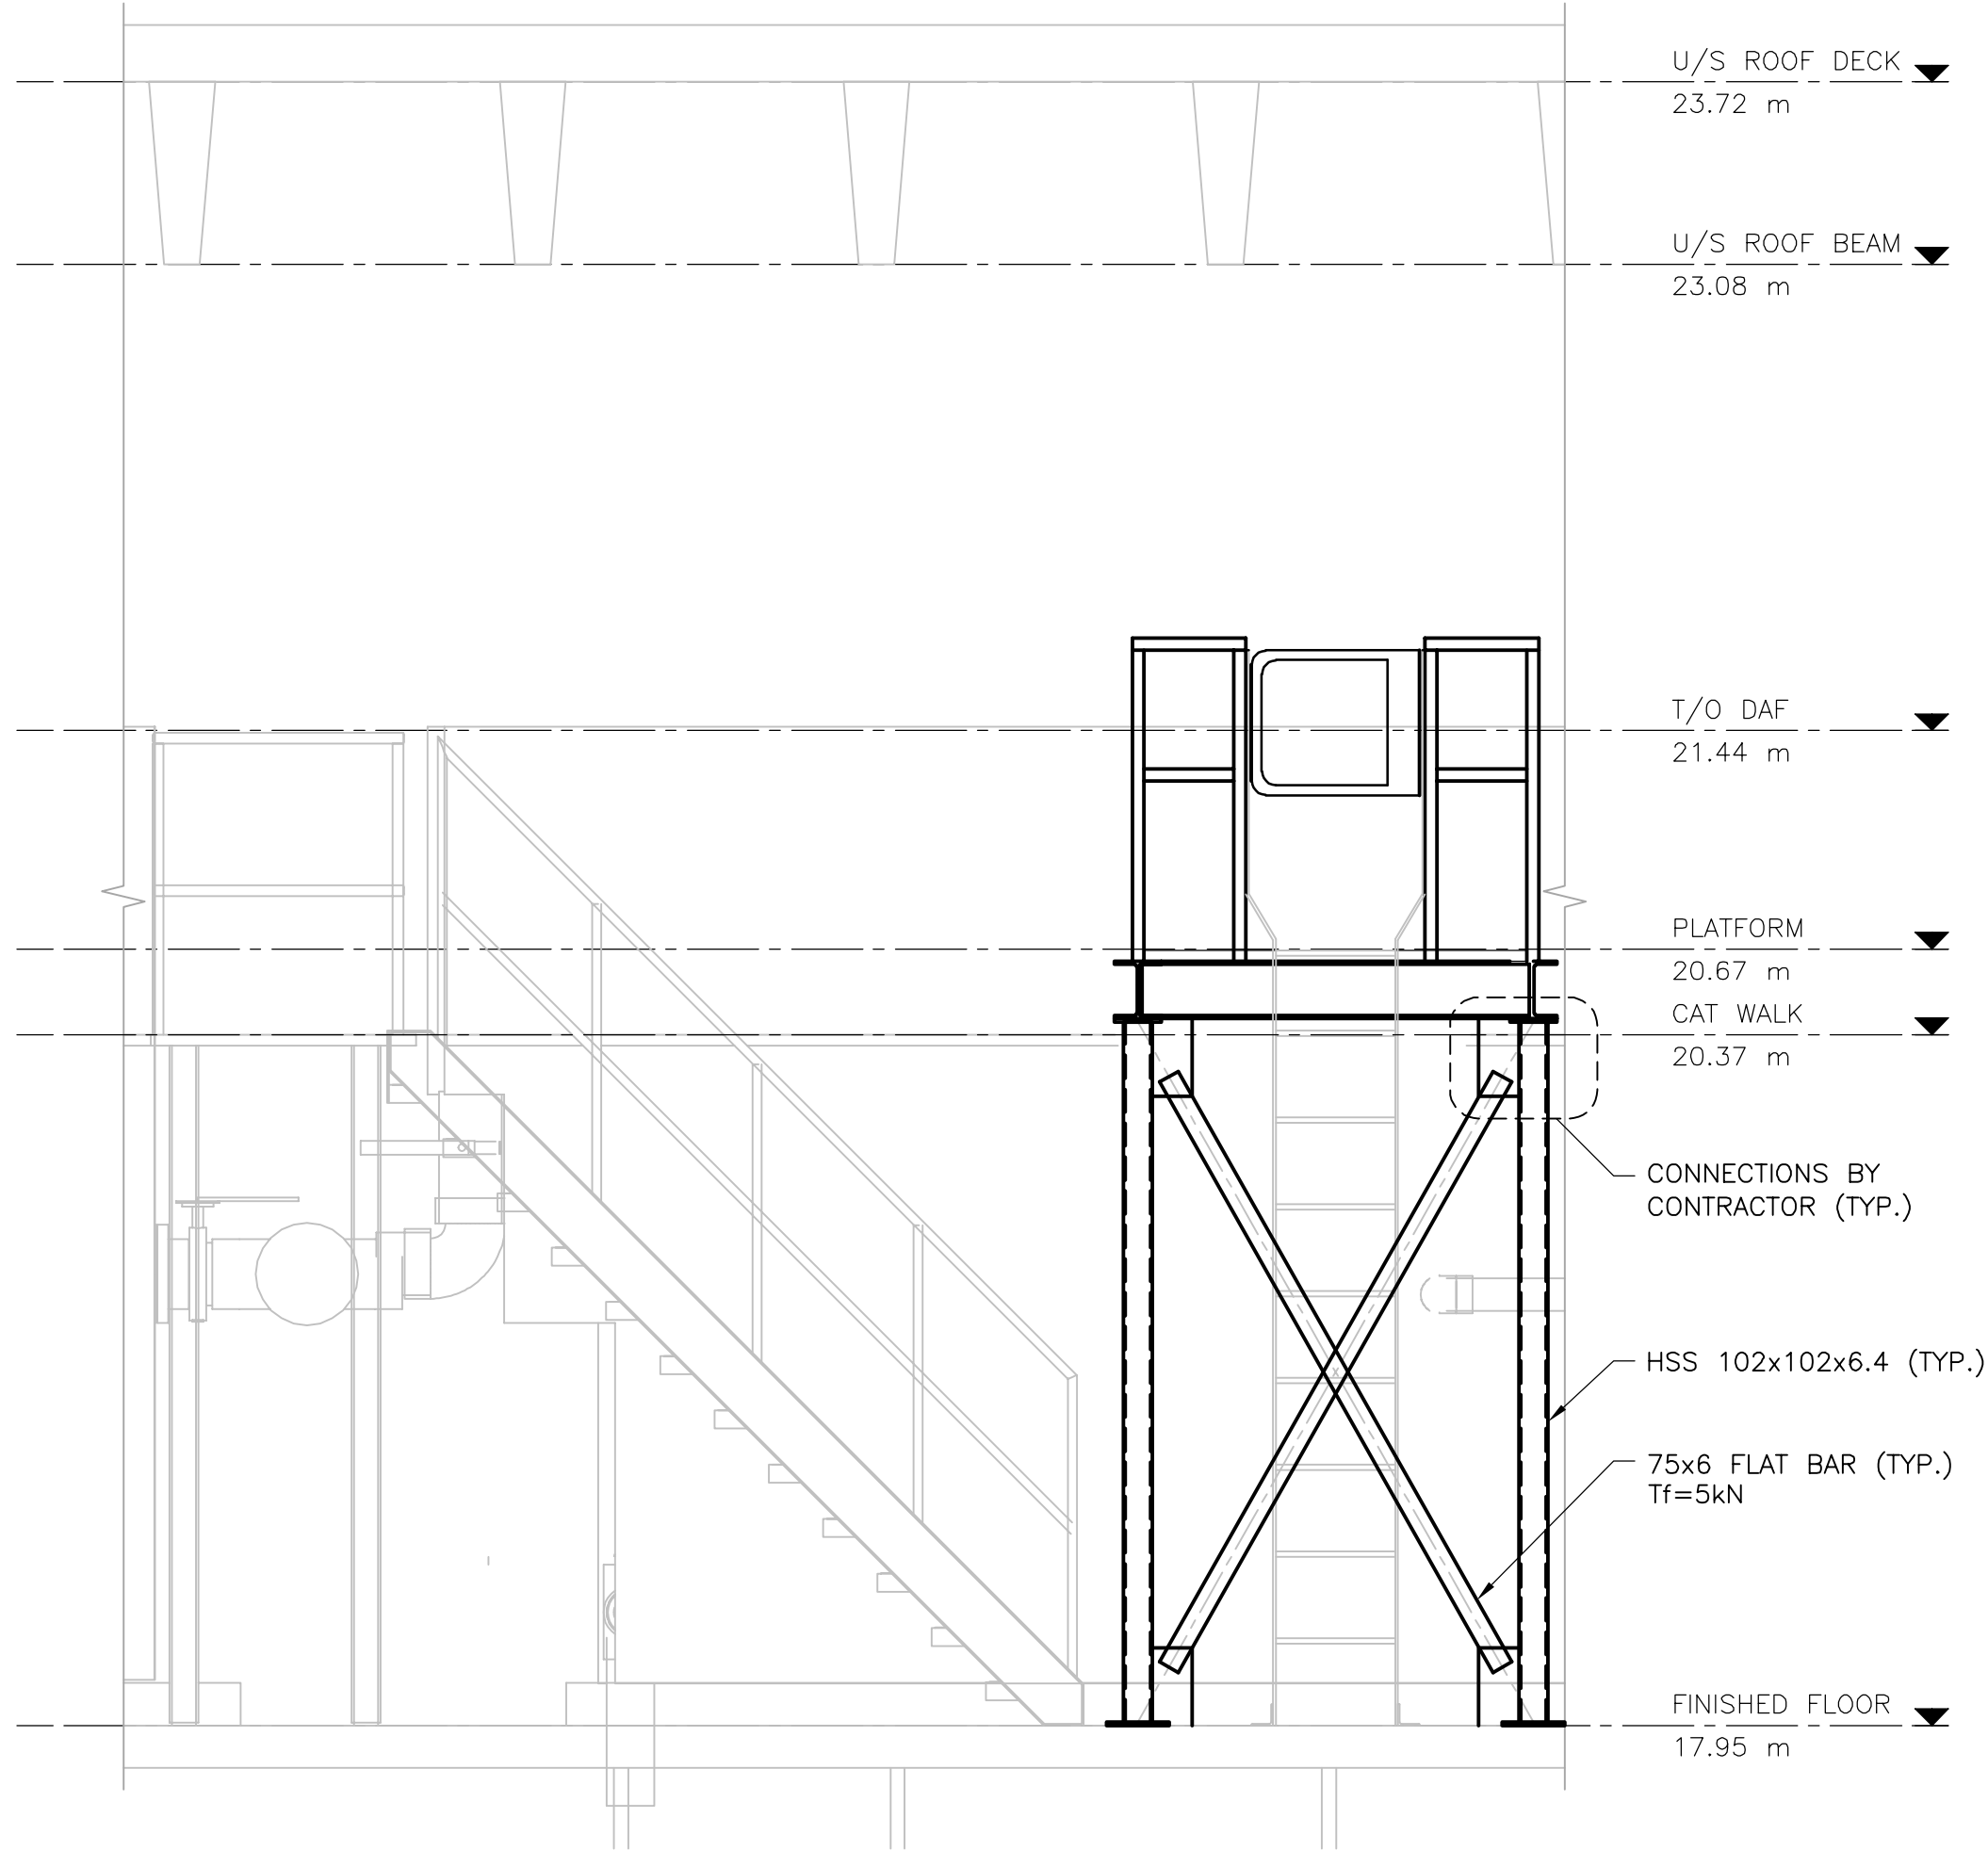 U/S ROOF DECK
23.72 m
U/S ROOF BEAM
23.08 m
T/O DAF
21.44 m
PLATFORM
20.67 m
CAT WALK
20.37 m
CONNECTIONS BY
CONTRACTOR (TYP.)
HSS 102x102x6.4 (TYP.)
75x6 FLAT BAR (TYP.)
Tf=5kN
FINISHED FLOOR
17.95 m